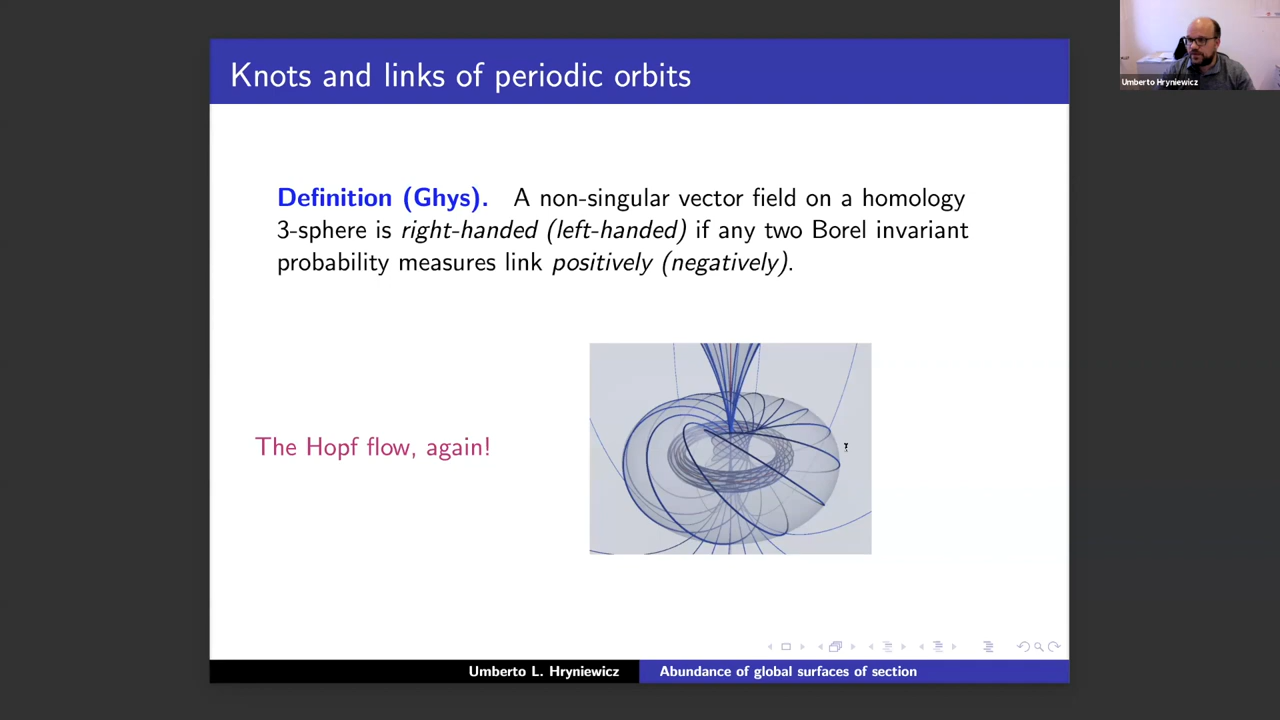 Knots and links of periodic orbits
Umberto Hryniewicz
Definition (Ghys). A non-singular vector field on a homology
3-sphere is right-handed (left-handed) if any two Borel invariant
probability measures link positively (negatively).
The Hopf flow, again!
Umberto L. Hryniewicz
Abundance of global surfaces of section